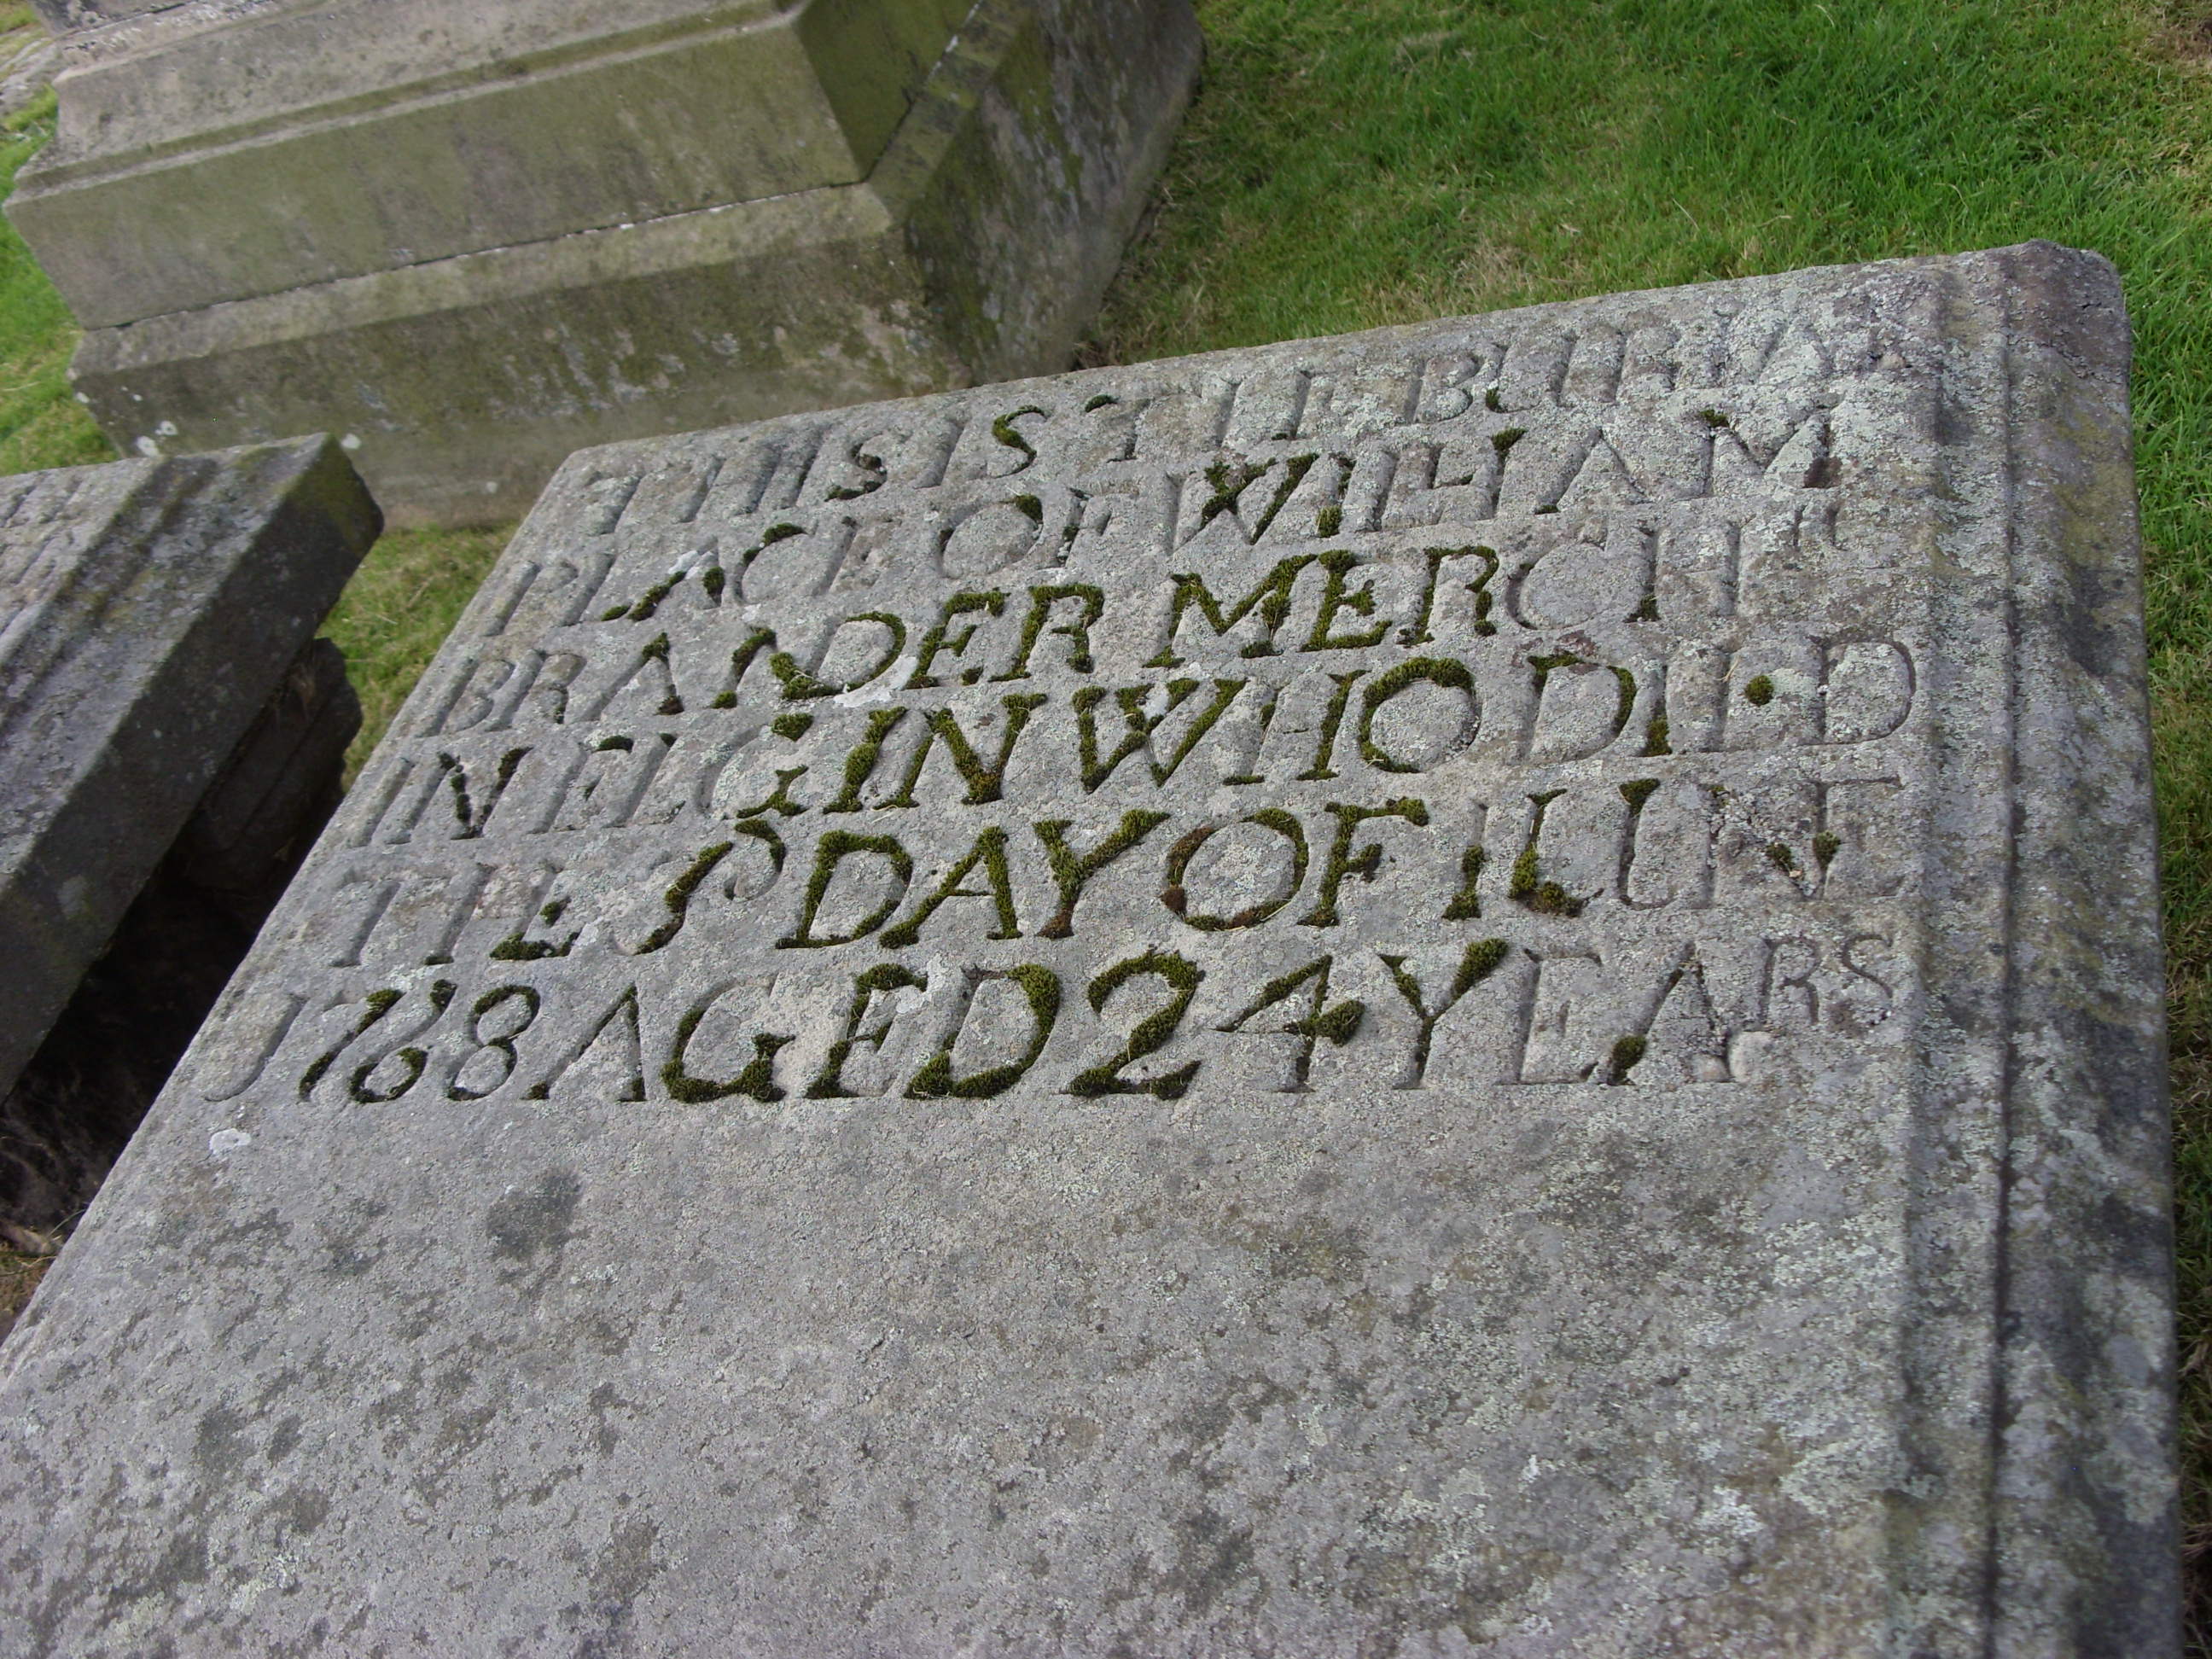 THIS IS THE BURIAL
PLACE OF WILLIAM
BRANDER MERCHT
IN ELGIN WHO DIED
THE 5D DAY OF IUNE
1768 AGED 24 YEARS